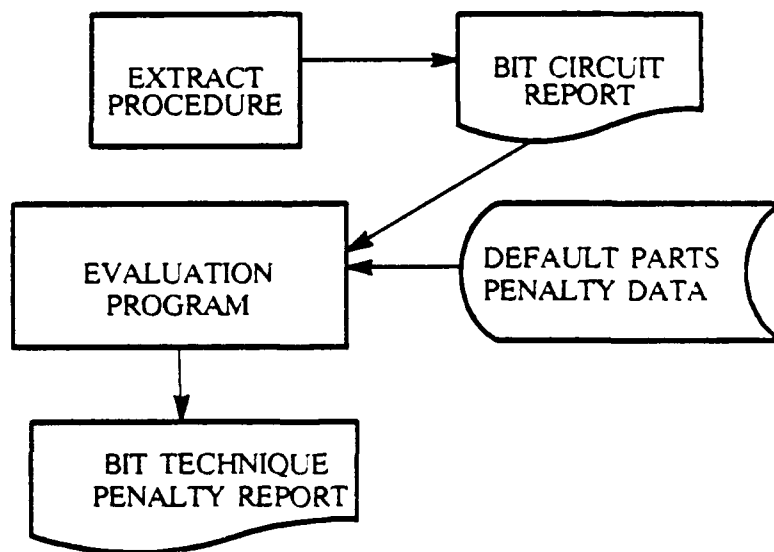 EXTRACT
PROCEDURE
BIT CIRCUIT
REPORT
EVALUATION
PROGRAM
DEFAULT PARTS
PENALTY DATA
BIT TECHNIQUE
PENALTY REPORT